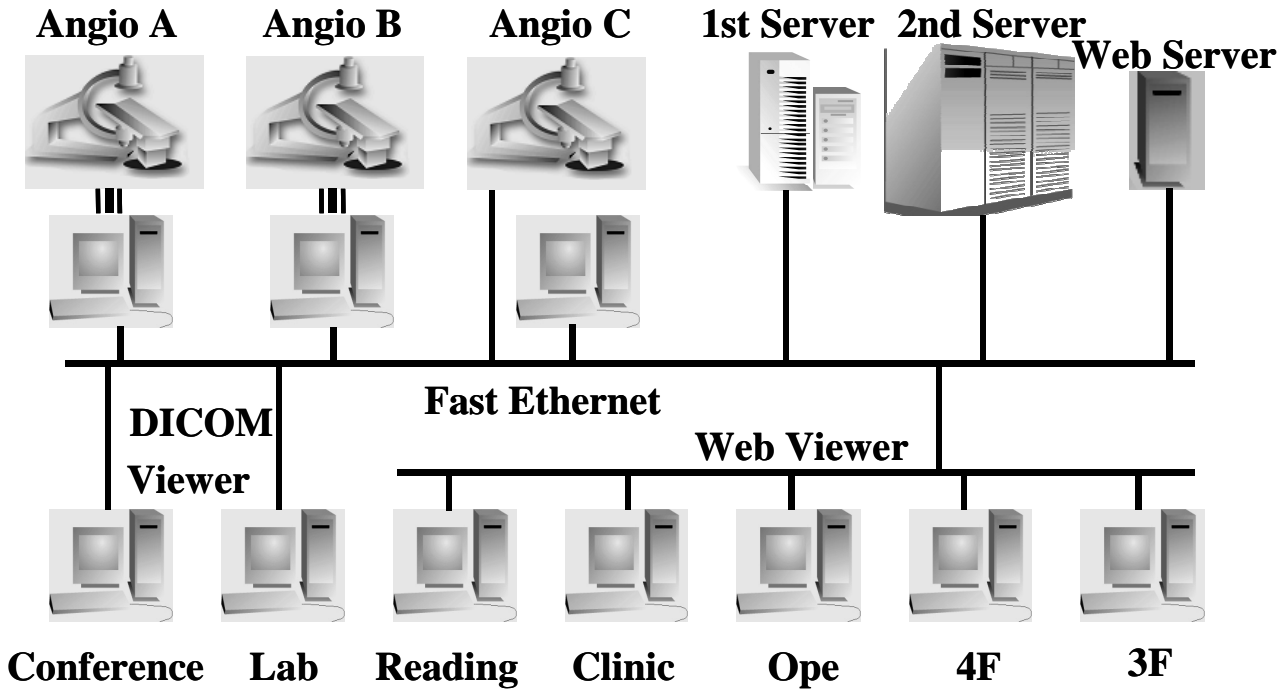 Angio A
Angio B
Angio C
1st Server
2nd Server
Web Server
Fast Ethernet
DICOM
Viewer
Web Viewer
Conference
Lab
Reading
Clinic
Ope
4F
3F